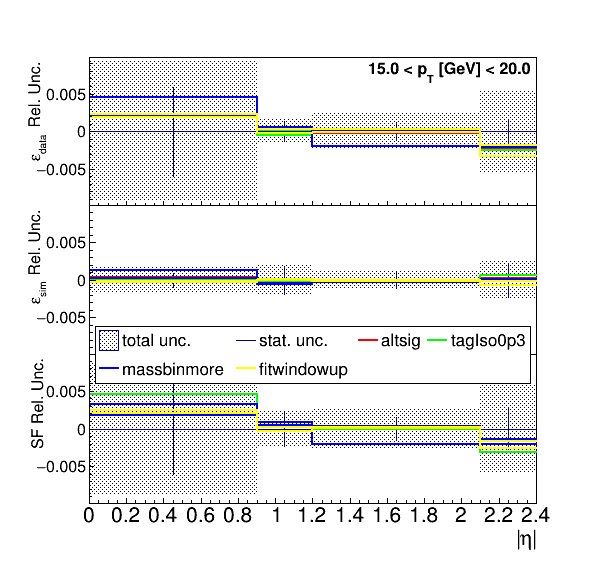 15.0 < p_T [GeV] < 20.0
ε_data Rel. Unc.
0.005
0
−0.005
ε_sim Rel. Unc.
0.005
0
−0.005
total unc. stat. unc. altsig tagIso0p3
massbinmore fitwindowup
SF Rel. Unc.
0.005
0
−0.005
0 0.2 0.4 0.6 0.8 1 1.2 1.4 1.6 1.8 2 2.2 2.4
|η|